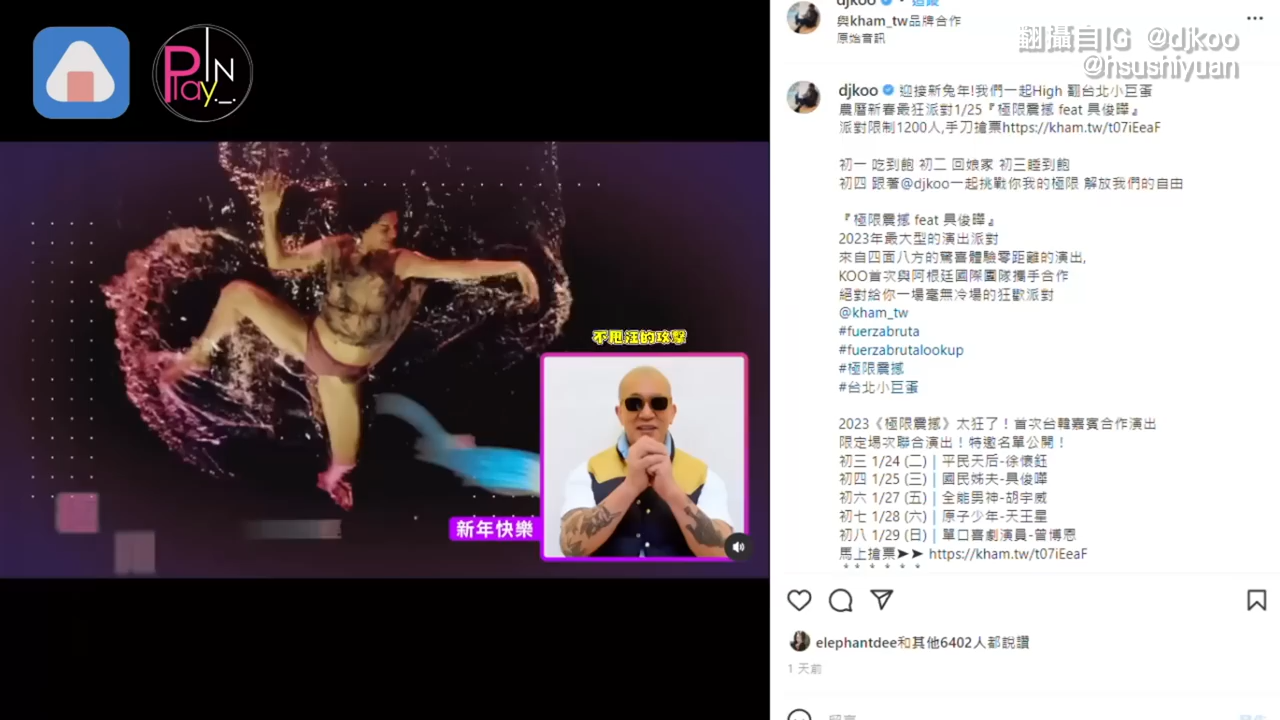 PlayIN
不甩汪的攻擊
新年快樂
翻攝自IG @djkoo
@hsushiyuan
djkoo • 追蹤
與kham_tw品牌合作
原始音訊
djkoo 迎接新兔年!我們一起High 翻台北小巨蛋
農曆新春最狂派對1/25『極限震撼 feat 具俊曄』
派對限制1200人,手刀搶票https://kham.tw/t07iEeaF
初一 吃到飽 初二 回娘家 初三睡到飽
初四 跟著@djkoo一起挑戰你我的極限 解放我們的自由
『極限震撼 feat 具俊曄』
2023年最大型的演出派對
來自四面八方的驚喜體驗零距離的演出,
KOO首次與阿根廷國際團隊攜手合作
絕對給你一場毫無冷場的狂歡派對
@kham_tw
#fuerzabruta
#fuerzabrutalookup
#極限震撼
#台北小巨蛋
2023《極限震撼》太狂了！首次台韓嘉賓合作演出
限定場次聯合演出！特邀名單公開！
初三 1/24 (二)｜平民天后-徐懷鈺
初四 1/25 (三)｜國民姊夫-具俊曄
初六 1/27 (五)｜全能男神-胡宇威
初七 1/28 (六)｜原子少年-天王星
初八 1/29 (日)｜單口喜劇演員-曾博恩
馬上搶票➤➤ https://kham.tw/t07iEeaF
elephantdee和其他6402人都說讚
1 天前